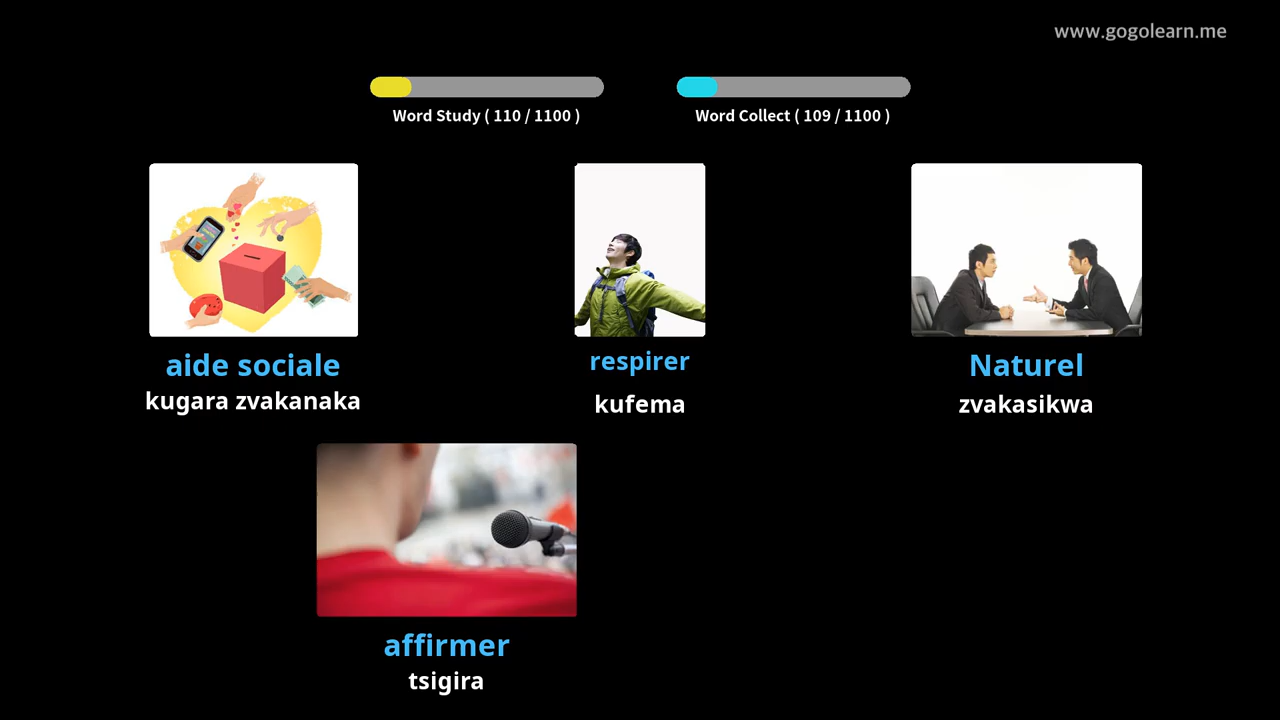 www.gogolearn.me
Word Study ( 110 / 1100 )
Word Collect ( 109 / 1100 )
aide sociale
kugara zvakanaka
respirer
kufema
Naturel
zvakasikwa
affirmer
tsigira